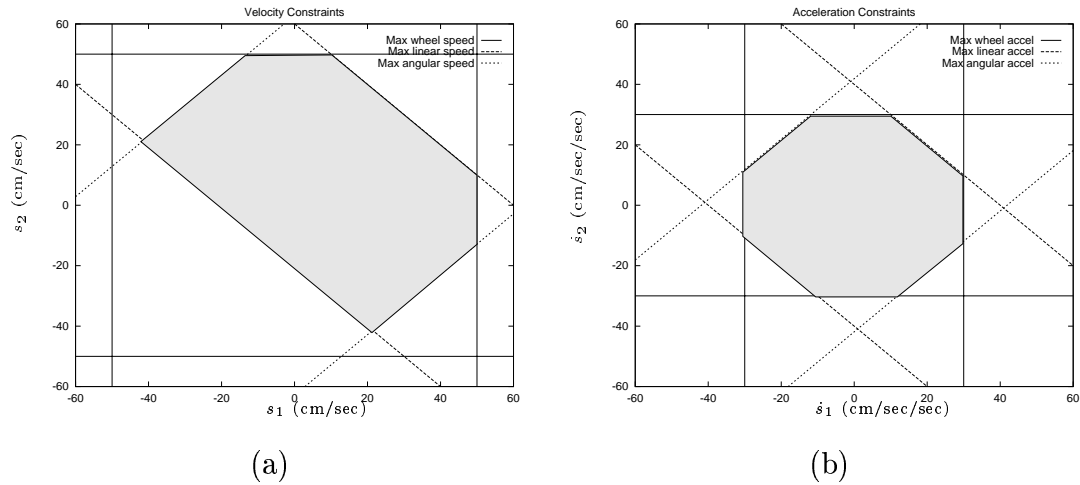 Velocity Constraints
60
40
20
0
-20
-40
-60
-60
-40
-20
0
20
40
60
s2 (cm/sec)
s1 (cm/sec)
Max wheel speed
Max linear speed
Max angular speed
(a)
Acceleration Constraints
60
40
20
0
-20
-40
-60
-60
-40
-20
0
20
40
60
ṡ2 (cm/sec/sec)
ṡ1 (cm/sec/sec)
Max wheel accel
Max linear accel
Max angular accel
(b)